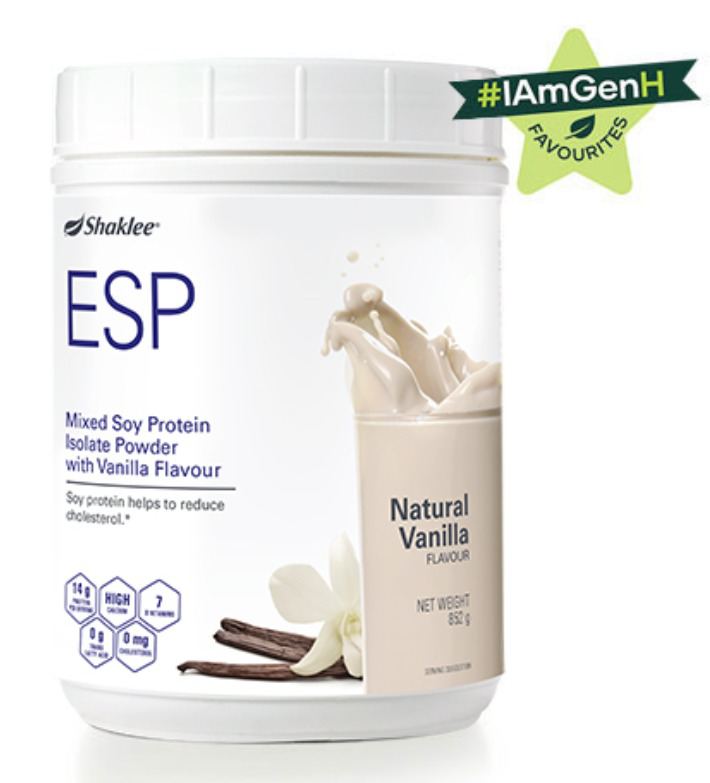 #IAmGenH
FAVOURITES
Shaklee®
ESP
Mixed Soy Protein
Isolate Powder
with Vanilla Flavour
Soy protein helps to reduce
cholesterol.*
Natural
Vanilla
FLAVOUR
NET WEIGHT
852 g
14 g
PROTEIN
HIGH
CALCIUM
7
B VITAMINS
0 g
TRANS
FATTY ACID
0 mg
CHOLESTEROL
SERVING SUGGESTION